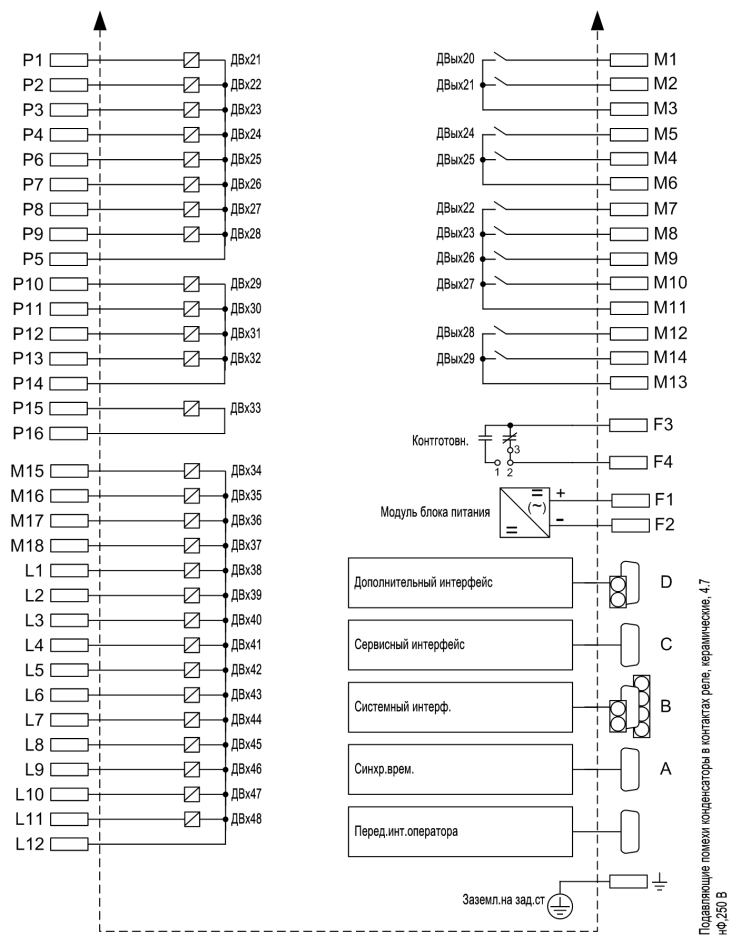 P1 ДВх21
P2 ДВх22
P3 ДВх23
P4 ДВх24
P6 ДВх25
P7 ДВх26
P8 ДВх27
P9 ДВх28
P5
P10 ДВх29
P11 ДВх30
P12 ДВх31
P13 ДВх32
P14
P15 ДВх33
P16
M15 ДВх34
M16 ДВх35
M17 ДВх36
M18 ДВх37
L1 ДВх38
L2 ДВх39
L3 ДВх40
L4 ДВх41
L5 ДВх42
L6 ДВх43
L7 ДВх44
L8 ДВх45
L9 ДВх46
L10 ДВх47
L11 ДВх48
L12
ДВых20 M1
ДВых21 M2
M3
ДВых24 M5
ДВых25 M4
M6
ДВых22 M7
ДВых23 M8
ДВых26 M9
ДВых27 M10
M11
ДВых28 M12
ДВых29 M14
M13
F3
Контготовн.
3
1 2
F4
Модуль блока питания
= (~) =
+ F1
- F2
Дополнительный интерфейс D
Сервисный интерфейс C
Системный интерф. B
Синхр.врем. A
Перед.инт.оператора
Заземл.на зад.ст
Подавляющие помехи конденсаторы в контактах реле, керамические, 4.7
нФ,250 В